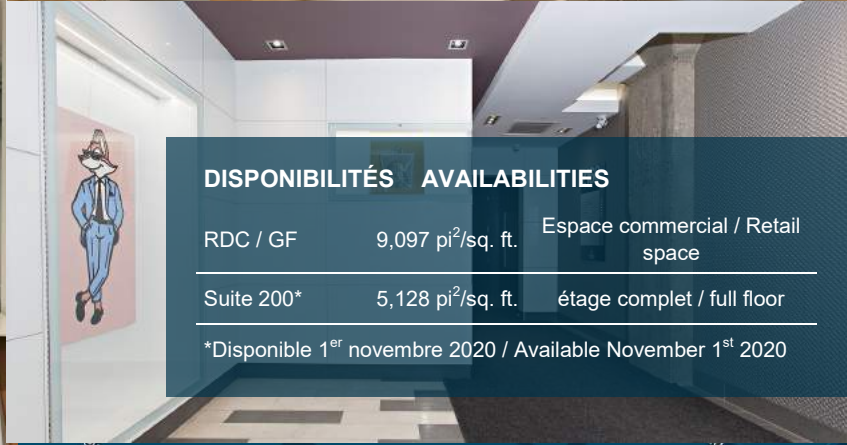 DISPONIBILITÉS AVAILABILITIES
RDC / GF 9,097 pi²/sq. ft. Espace commercial / Retail space
Suite 200* 5,128 pi²/sq. ft. étage complet / full floor
*Disponible 1er novembre 2020 / Available November 1st 2020